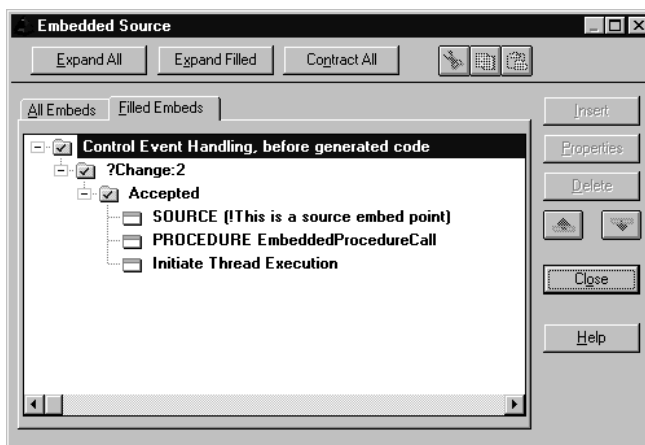 Embedded Source
Expand All
Expand Filled
Contract All
All Embeds
Filled Embeds
Insert
Control Event Handling, before generated code
?Change:2
Properties
Accepted
Delete
SOURCE (!This is a source embed point)
PROCEDURE EmbeddedProcedureCall
Initiate Thread Execution
Close
Help